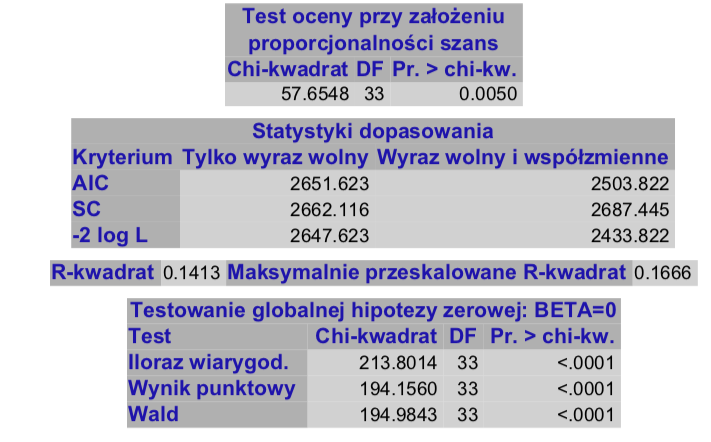 Test oceny przy założeniu
proporcjonalności szans
Chi-kwadrat DF Pr. > chi-kw.
57.6548 33 0.0050
Statystyki dopasowania
Kryterium Tylko wyraz wolny Wyraz wolny i współzmienne
AIC 2651.623 2503.822
SC 2662.116 2687.445
-2 log L 2647.623 2433.822
R-kwadrat 0.1413 Maksymalnie przeskalowane R-kwadrat 0.1666
Testowanie globalnej hipotezy zerowej: BETA=0
Test Chi-kwadrat DF Pr. > chi-kw.
Iloraz wiarygod. 213.8014 33 <.0001
Wynik punktowy 194.1560 33 <.0001
Wald 194.9843 33 <.0001